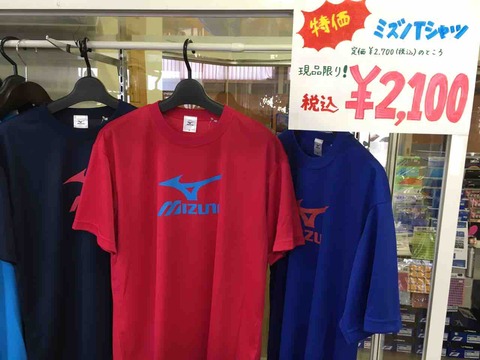 特価
ミズノTシャツ
定価 ¥2,700(税込)のところ
現品限り!
税込 ¥2,100
MIZUNO